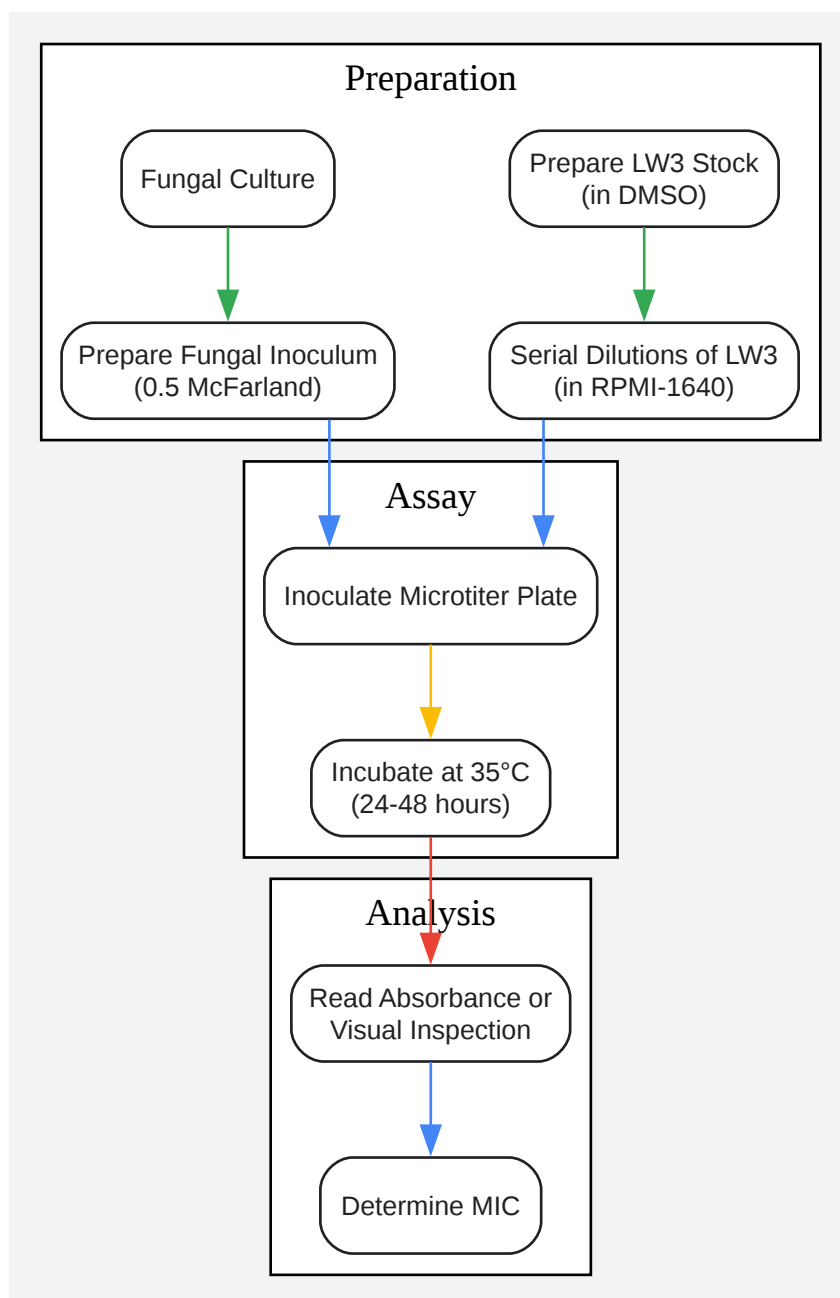 Preparation
Fungal Culture
Prepare LW3 Stock
(in DMSO)
Prepare Fungal Inoculum
(0.5 McFarland)
Serial Dilutions of LW3
(in RPMI-1640)
Assay
Inoculate Microtiter Plate
Incubate at 35°C
(24-48 hours)
Analysis
Read Absorbance or
Visual Inspection
Determine MIC